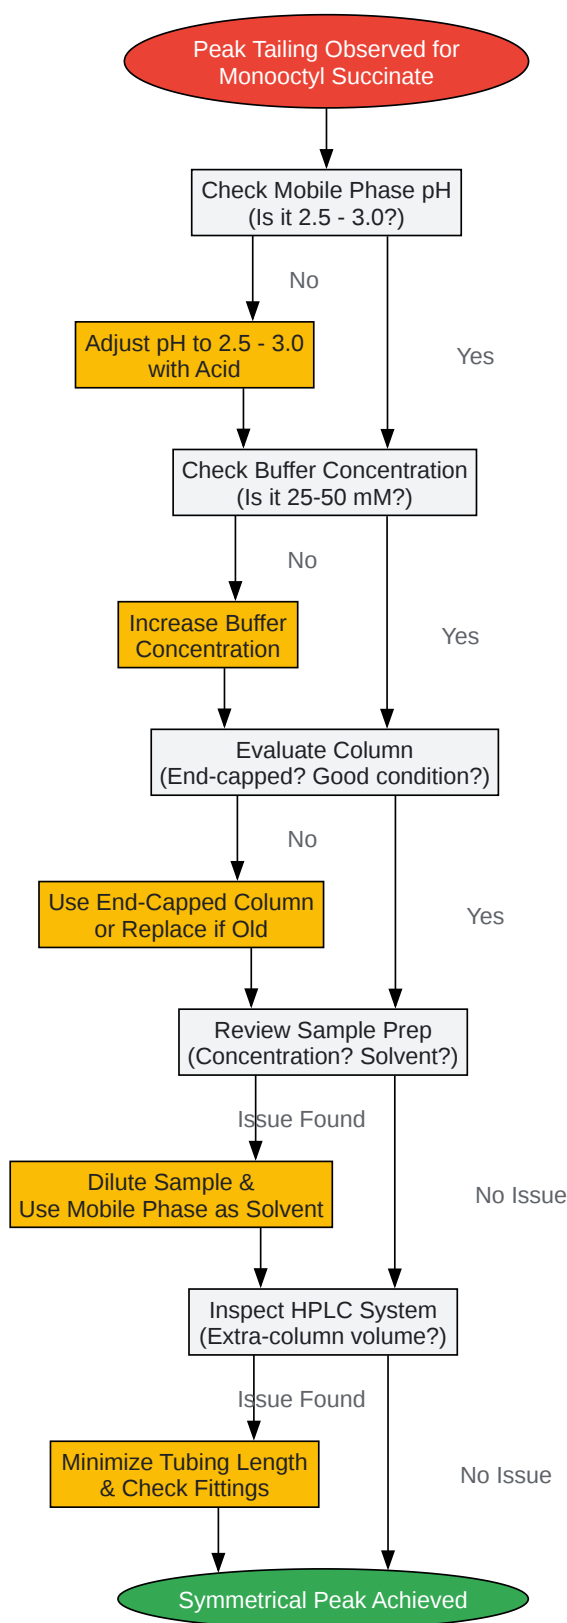 Peak Tailing Observed for
Monooctyl Succinate
Check Mobile Phase pH
(Is it 2.5 - 3.0?)
No
Adjust pH to 2.5 - 3.0
with Acid
Yes
Check Buffer Concentration
(Is it 25-50 mM?)
No
Increase Buffer
Concentration
Yes
Evaluate Column
(End-capped? Good condition?)
No
Use End-Capped Column
or Replace if Old
Yes
Review Sample Prep
(Concentration? Solvent?)
Issue Found
Dilute Sample &
Use Mobile Phase as Solvent
No Issue
Inspect HPLC System
(Extra-column volume?)
Issue Found
Minimize Tubing Length
& Check Fittings
No Issue
Symmetrical Peak Achieved